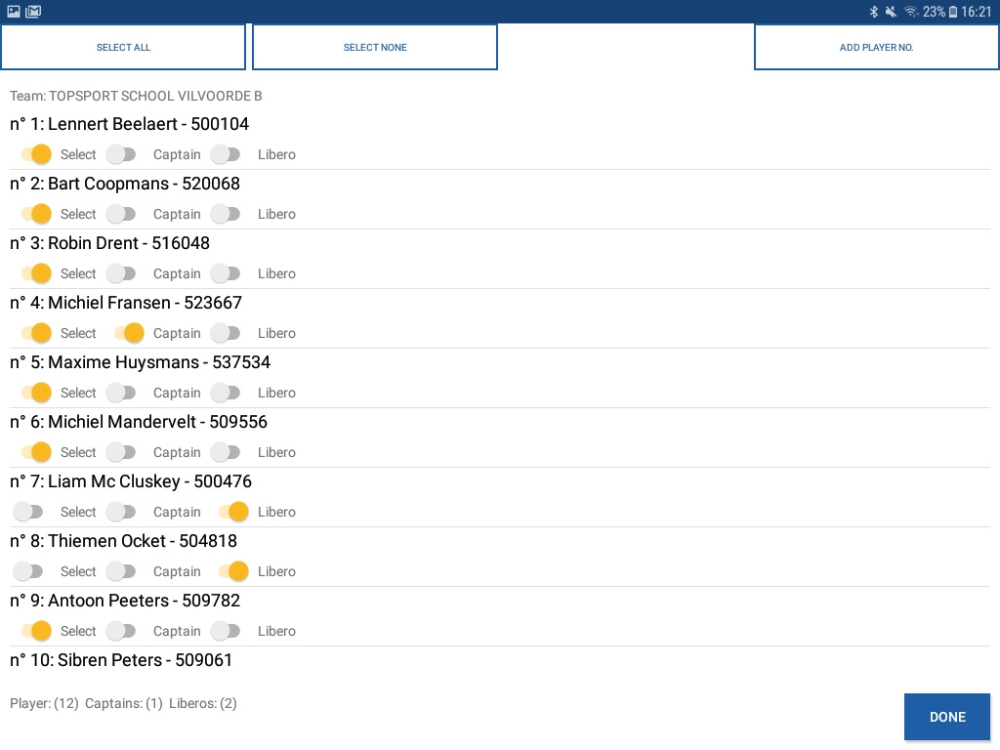 23% 16:21
SELECT ALL SELECT NONE ADD PLAYER NO.
Team: TOPSPORT SCHOOL VILVOORDE B
n° 1: Lennert Beelaert - 500104
Select Captain Libero
n° 2: Bart Coopmans - 520068
Select Captain Libero
n° 3: Robin Drent - 516048
Select Captain Libero
n° 4: Michiel Fransen - 523667
Select Captain Libero
n° 5: Maxime Huysmans - 537534
Select Captain Libero
n° 6: Michiel Mandervelt - 509556
Select Captain Libero
n° 7: Liam Mc Cluskey - 500476
Select Captain Libero
n° 8: Thiemen Ocket - 504818
Select Captain Libero
n° 9: Antoon Peeters - 509782
Select Captain Libero
n° 10: Sibren Peters - 509061
Player: (12) Captains: (1) Liberos: (2)
DONE